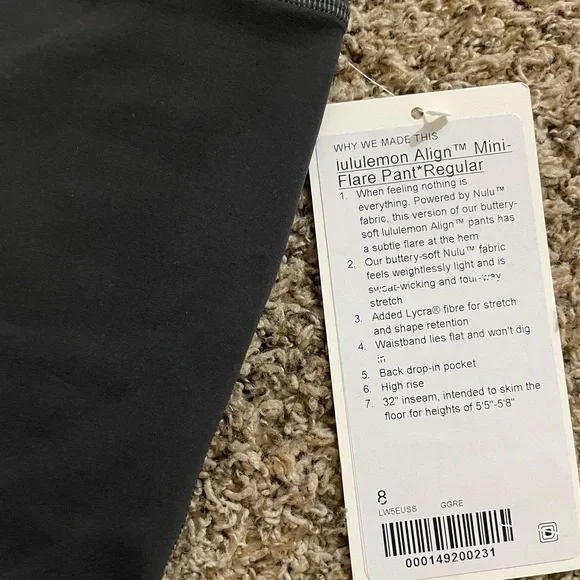 WHY WE MADE THIS
lululemon Align™ Mini-
Flare Pant*Regular
1. When feeling nothing is
everything. Powered by Nulu™
fabric, this version of our buttery-
soft lululemon Align™ pants has
a subtle flare at the hem
2. Our buttery-soft Nulu™ fabric
feels weightlessly light and is
sweat-wicking and four-way
stretch
3. Added Lycra® fibre for stretch
and shape retention
4. Waistband lies flat and won't dig
in
5. Back drop-in pocket
6. High rise
7. 32" inseam, intended to skim the
floor for heights of 5'5"-5'8"
8
LW5EUSS GGRE
000149200231